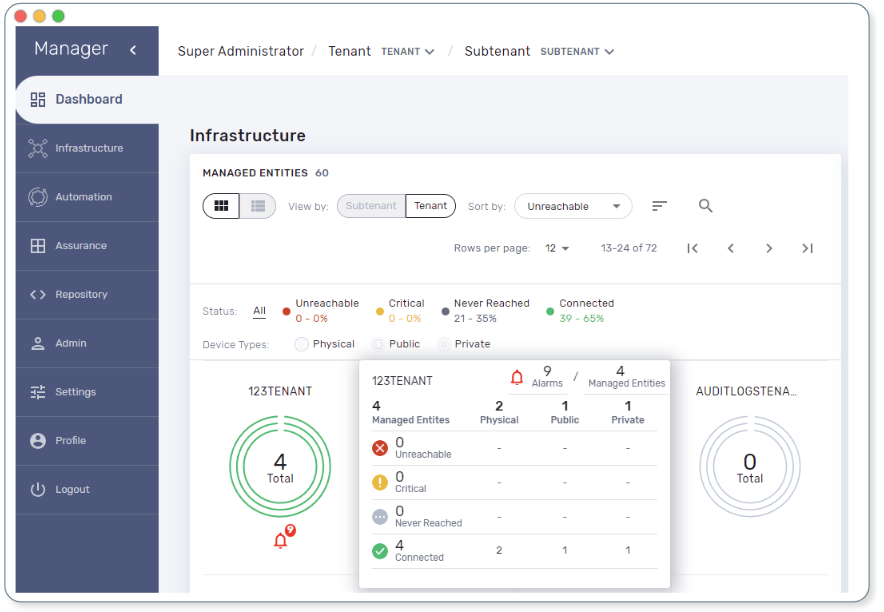 Manager
Super Administrator / Tenant TENANT / Subtenant SUBTENANT
Dashboard
Infrastructure
Automation
Assurance
Repository
Admin
Settings
Profile
Logout
Infrastructure
MANAGED ENTITIES 60
View by: Subtenant Tenant Sort by: Unreachable
Rows per page: 12 13-24 of 72
Status: All
Unreachable
0 - 0%
Critical
0 - 0%
Never Reached
21 - 35%
Connected
39 - 65%
Device Types: Physical Public Private
123TENANT
4
Total
9
123TENANT
9
Alarms
/
4
Managed Entities
4
Managed Entites
2
Physical
1
Public
1
Private
0
Unreachable
- - -
0
Critical
- - -
0
Never Reached
- - -
4
Connected
2 1 1
AUDITLOGSTENA...
0
Total